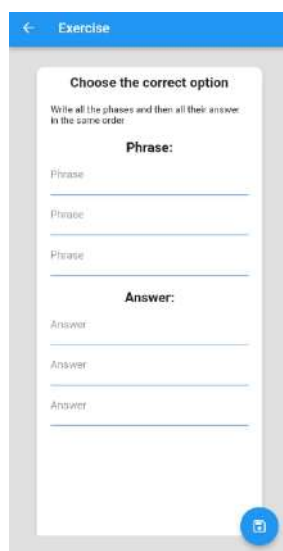 Exercise
Choose the correct option
Write all the phases and then all their answer
in the same order
Phrase:
Phrase
Phrase
Phrase
Answer:
Answer
Answer
Answer